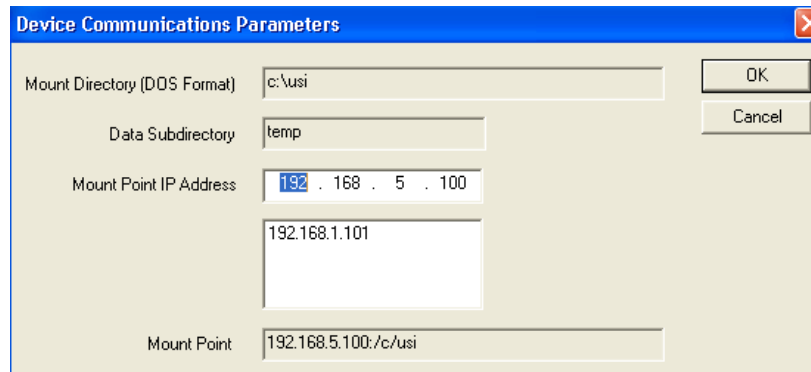 Device Communications Parameters
Mount Directory (DOS Format) c:\usi OK
Data Subdirectory temp Cancel
Mount Point IP Address 192 . 168 . 5 . 100
192.168.1.101
Mount Point 192.168.5.100:/c/usi